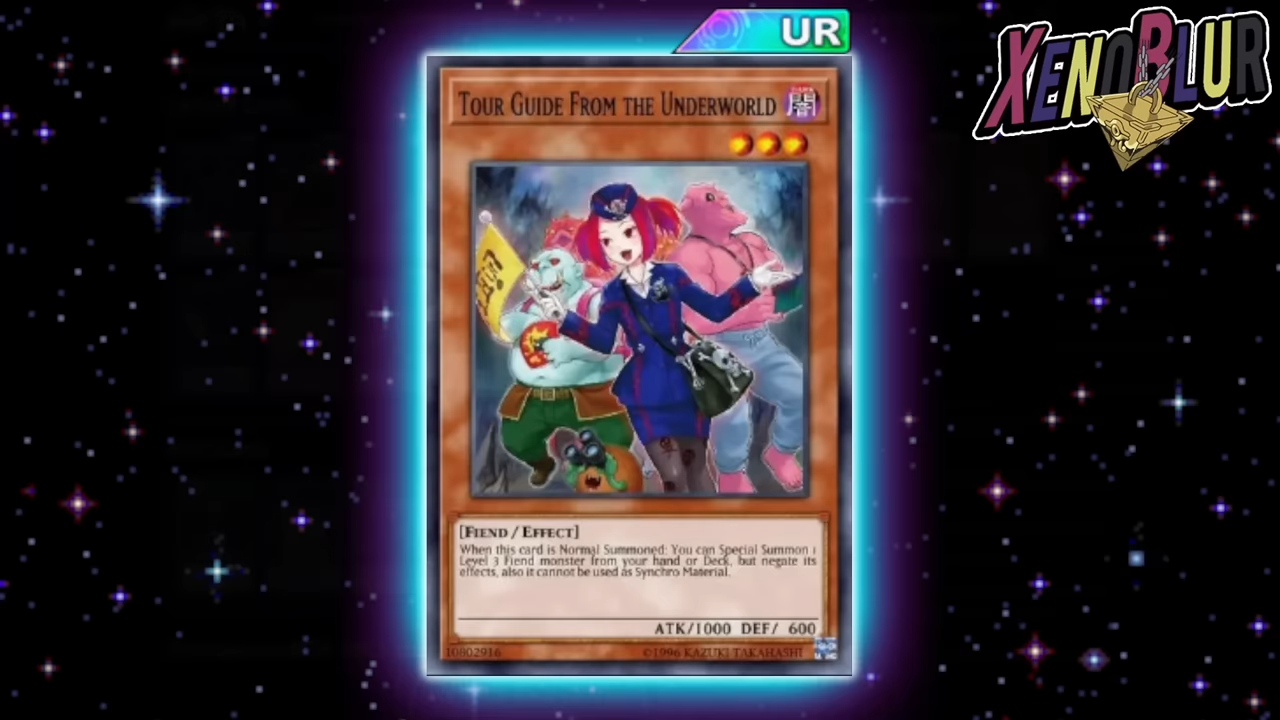 UR
XENOBLUR
TOUR GUIDE FROM THE UNDERWORLD
闇
[FIEND / EFFECT]
When this card is Normal Summoned: You can Special Summon 1
Level 3 Fiend monster from your hand or Deck, but negate its
effects, also it cannot be used as Synchro Material.
ATK/1000 DEF/ 600
10802916
©1996 KAZUKI TAKAHASHI